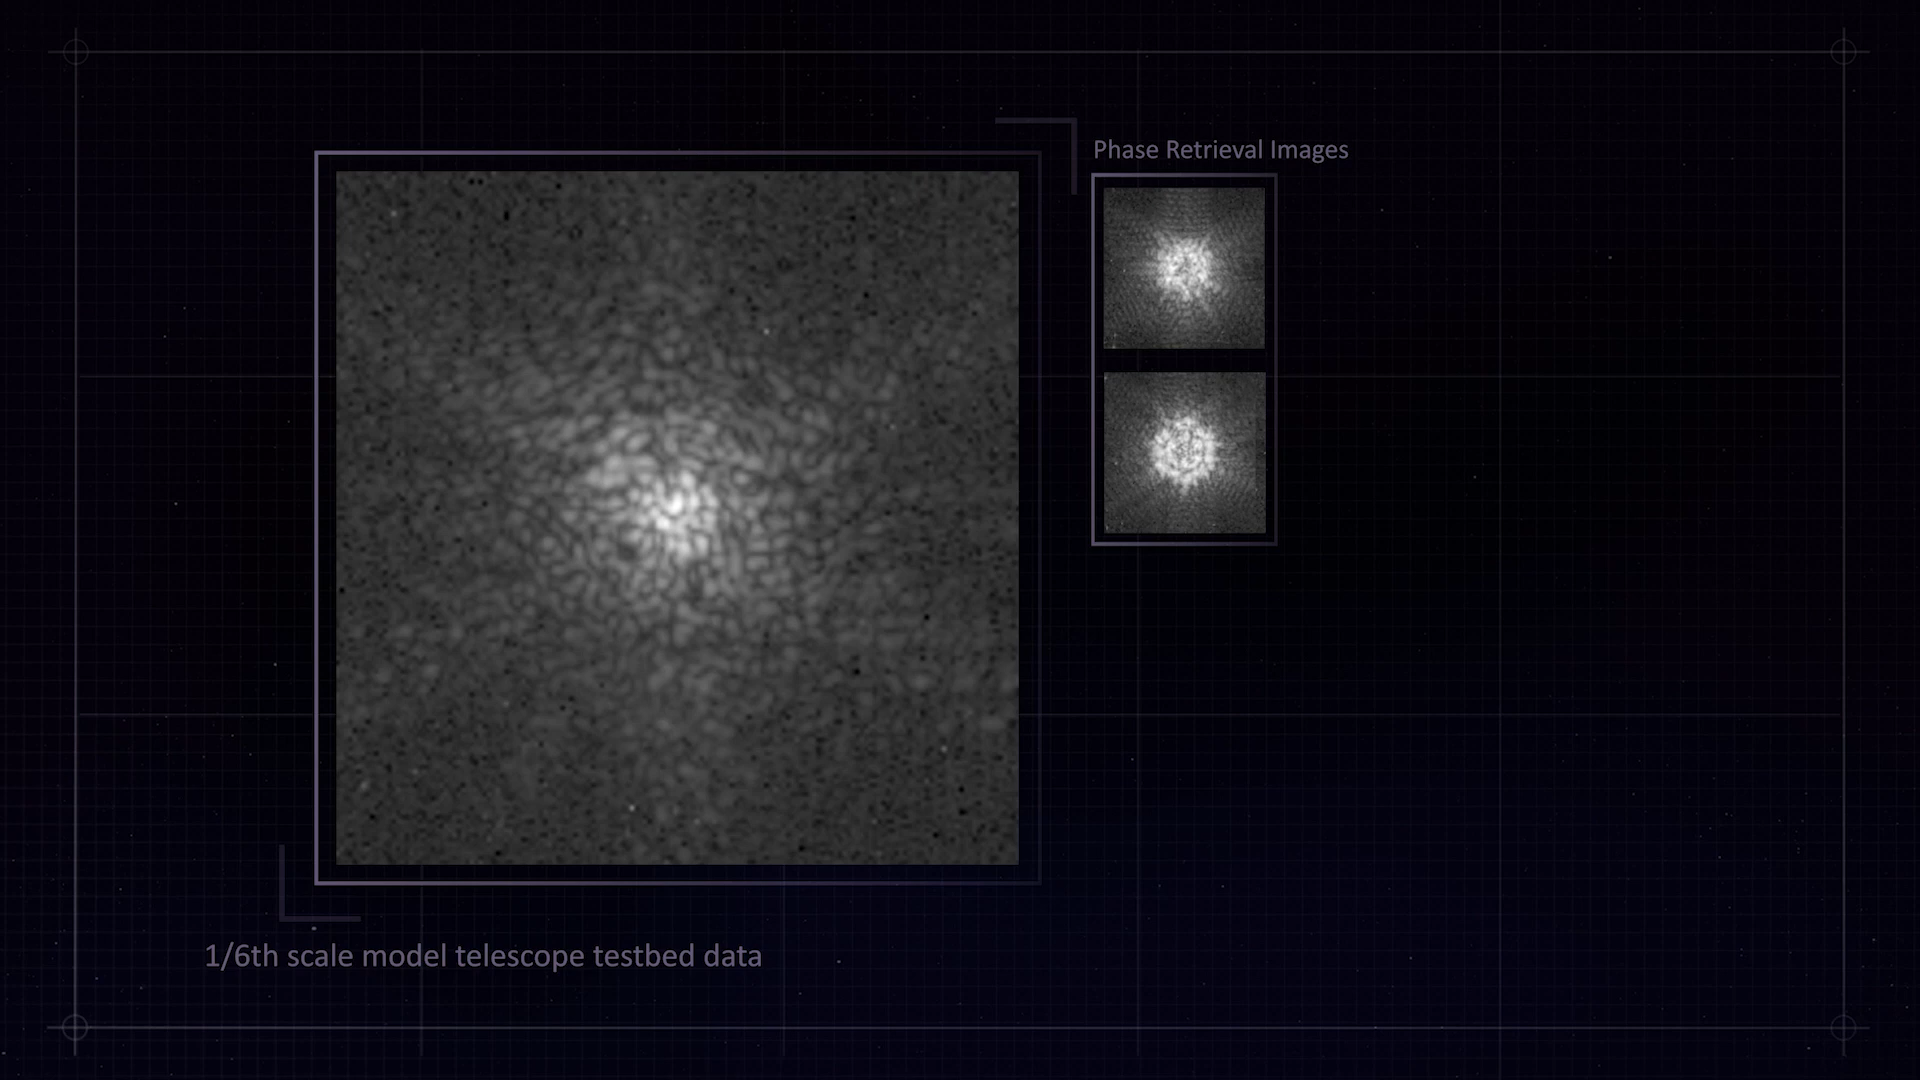 Phase Retrieval Images
1/6th scale model telescope testbed data